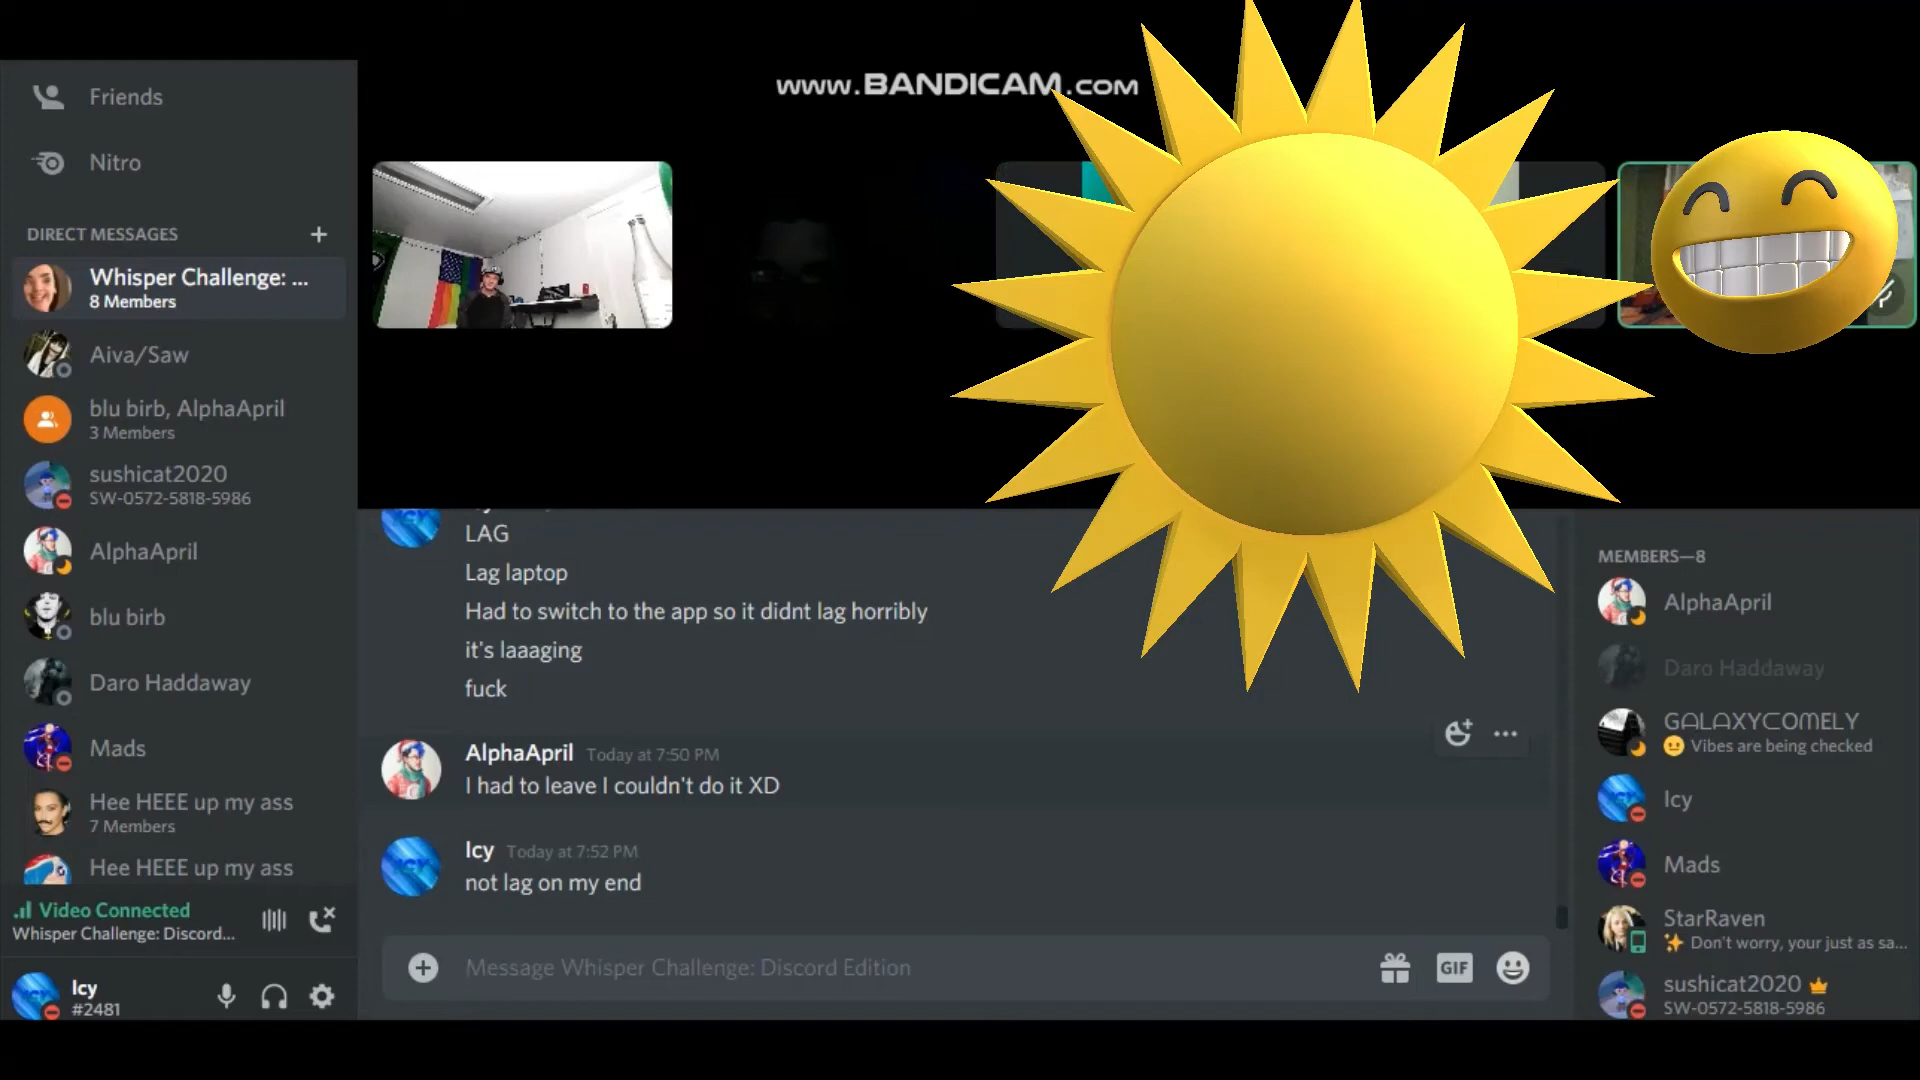 www.BANDICAM.com
Friends
Nitro
DIRECT MESSAGES
Whisper Challenge: ...
8 Members
Aiva/Saw
blu birb, AlphaApril
3 Members
sushicat2020
SW-0572-5818-5986
AlphaApril
blu birb
Daro Haddaway
Mads
Hee HEEE up my ass
7 Members
Hee HEEE up my ass
Video Connected
Whisper Challenge: Discord...
Icy
#2481
LAG
Lag laptop
Had to switch to the app so it didnt lag horribly
it's laaaging
fuck
AlphaApril Today at 7:50 PM
I had to leave I couldn't do it XD
Icy Today at 7:52 PM
not lag on my end
Message Whisper Challenge: Discord Edition
GIF
MEMBERS—8
AlphaApril
Daro Haddaway
GALAXYCOMELY
Vibes are being checked
Icy
Mads
StarRaven
Don't worry, your just as sa...
sushicat2020
SW-0572-5818-5986